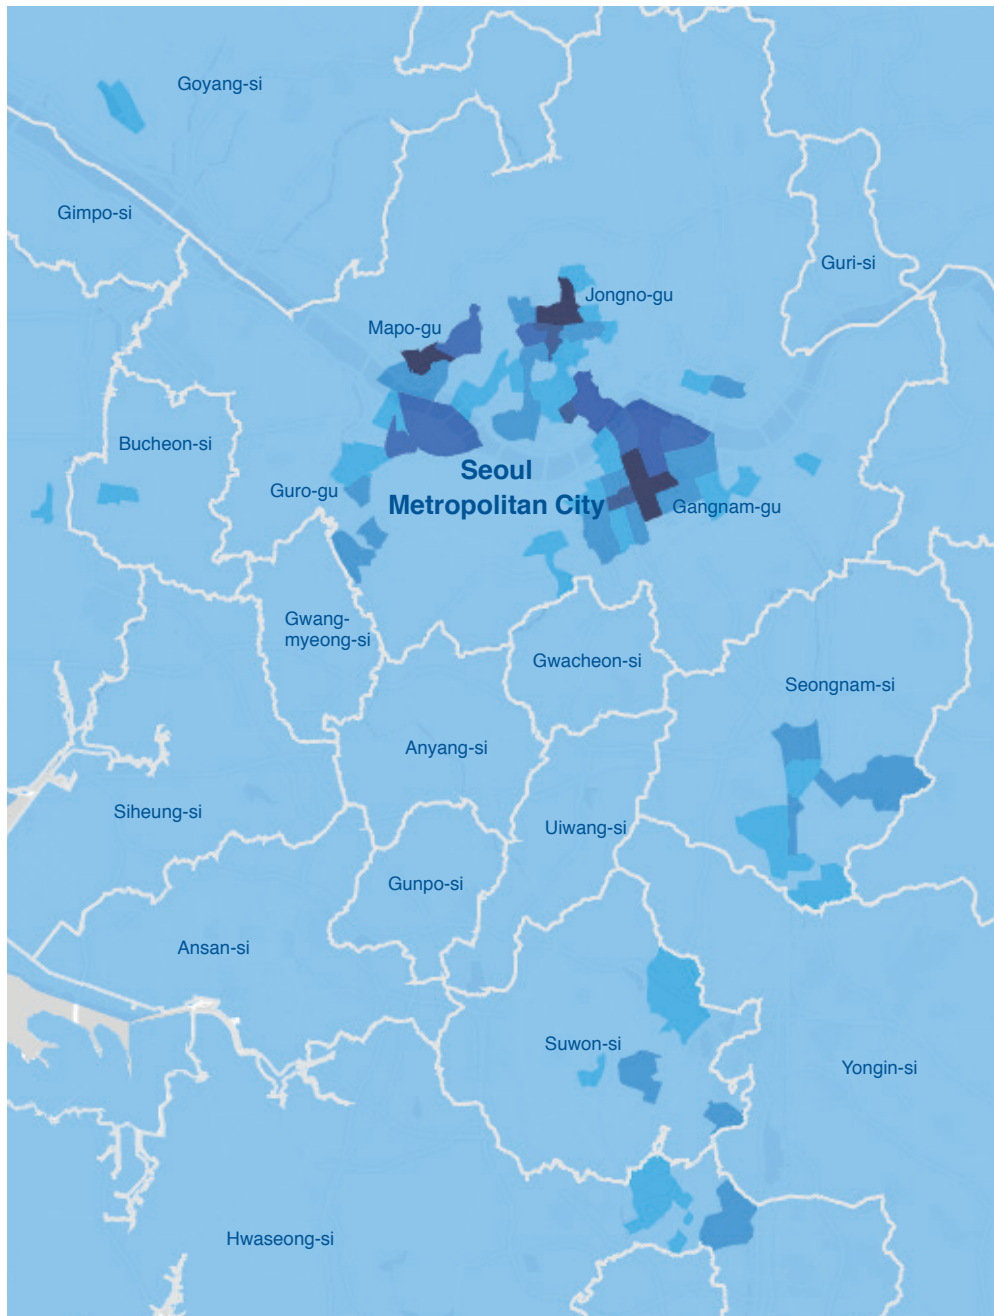 Goyang-si
Gimpo-si
Guri-si
Jongno-gu
Mapo-gu
Bucheon-si
Seoul
Metropolitan City
Guro-gu
Gangnam-gu
Gwang-
myeong-si
Gwacheon-si
Seongnam-si
Anyang-si
Siheung-si
Uiwang-si
Gunpo-si
Ansan-si
Suwon-si
Yongin-si
Hwaseong-si